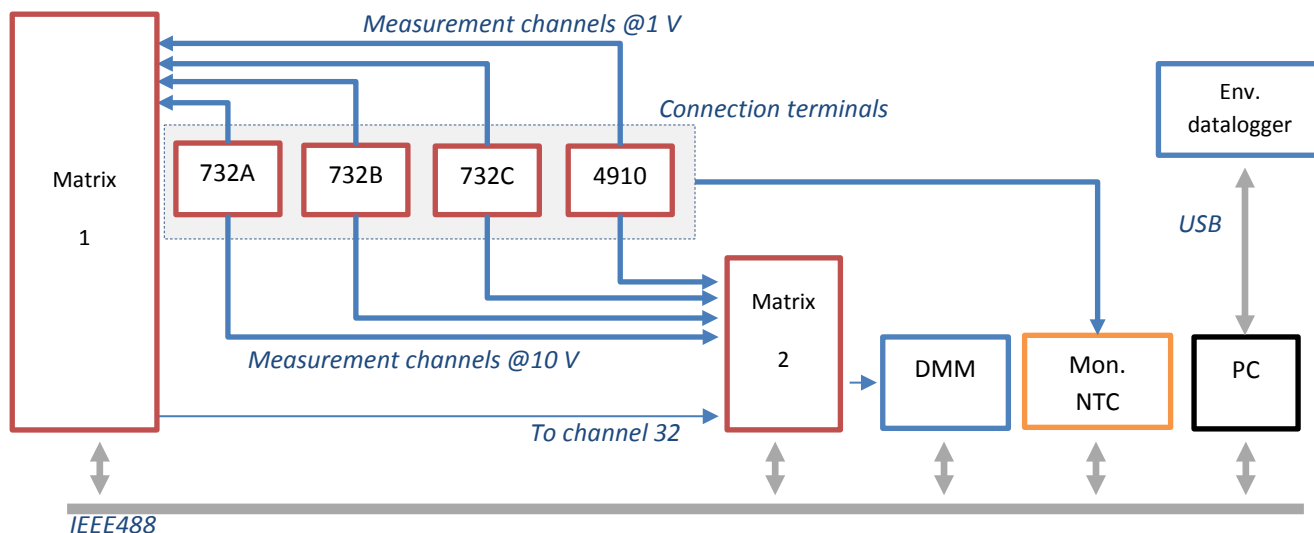 Measurement channels @1 V
Connection terminals
Env.
datalogger
Matrix
1
732A
732B
732C
4910
USB
Matrix
2
Measurement channels @10 V
DMM
Mon.
NTC
PC
To channel 32
IEEE488